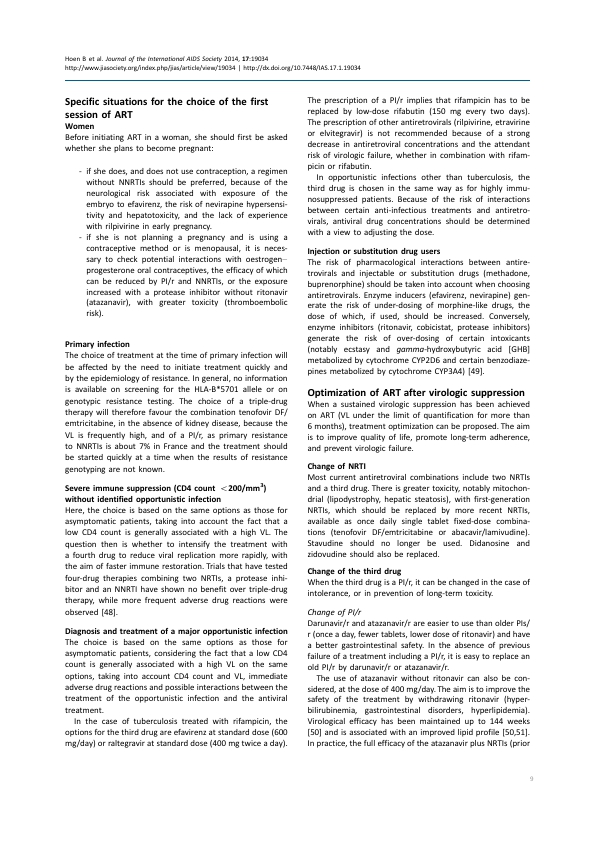 Hoen B et al. Journal of the International AIDS Society 2014, 17:19034
http://www.jiasociety.org/index.php/jias/article/view/19034 | http://dx.doi.org/10.7448/IAS.17.1.19034
Specific situations for the choice of the first
session of ART
Women
Before initiating ART in a woman, she should first be asked
whether she plans to become pregnant:
- if she does, and does not use contraception, a regimen
without NNRTIs should be preferred, because of the
neurological risk associated with exposure of the
embryo to efavirenz, the risk of nevirapine hypersensi-
tivity and hepatotoxicity, and the lack of experience
with rilpivirine in early pregnancy.
- if she is not planning a pregnancy and is using a
contraceptive method or is menopausal, it is neces-
sary to check potential interactions with oestrogen–
progesterone oral contraceptives, the efficacy of which
can be reduced by PI/r and NNRTIs, or the exposure
increased with a protease inhibitor without ritonavir
(atazanavir), with greater toxicity (thromboembolic
risk).
Primary infection
The choice of treatment at the time of primary infection will
be affected by the need to initiate treatment quickly and
by the epidemiology of resistance. In general, no information
is available on screening for the HLA-B*5701 allele or on
genotypic resistance testing. The choice of a triple-drug
therapy will therefore favour the combination tenofovir DF/
emtricitabine, in the absence of kidney disease, because the
VL is frequently high, and of a PI/r, as primary resistance
to NNRTIs is about 7% in France and the treatment should
be started quickly at a time when the results of resistance
genotyping are not known.
Severe immune suppression (CD4 count <200/mm³)
without identified opportunistic infection
Here, the choice is based on the same options as those for
asymptomatic patients, taking into account the fact that a
low CD4 count is generally associated with a high VL. The
question then is whether to intensify the treatment with
a fourth drug to reduce viral replication more rapidly, with
the aim of faster immune restoration. Trials that have tested
four-drug therapies combining two NRTIs, a protease inhi-
bitor and an NNRTI have shown no benefit over triple-drug
therapy, while more frequent adverse drug reactions were
observed [48].
Diagnosis and treatment of a major opportunistic infection
The choice is based on the same options as those for
asymptomatic patients, considering the fact that a low CD4
count is generally associated with a high VL on the same
options, taking into account CD4 count and VL, immediate
adverse drug reactions and possible interactions between the
treatment of the opportunistic infection and the antiviral
treatment.
In the case of tuberculosis treated with rifampicin, the
options for the third drug are efavirenz at standard dose (600
mg/day) or raltegravir at standard dose (400 mg twice a day).
The prescription of a PI/r implies that rifampicin has to be
replaced by low-dose rifabutin (150 mg every two days).
The prescription of other antiretrovirals (rilpivirine, etravirine
or elvitegravir) is not recommended because of a strong
decrease in antiretroviral concentrations and the attendant
risk of virologic failure, whether in combination with rifam-
picin or rifabutin.
In opportunistic infections other than tuberculosis, the
third drug is chosen in the same way as for highly immu-
nosuppressed patients. Because of the risk of interactions
between certain anti-infectious treatments and antiretro-
virals, antiviral drug concentrations should be determined
with a view to adjusting the dose.
Injection or substitution drug users
The risk of pharmacological interactions between antire-
trovirals and injectable or substitution drugs (methadone,
buprenorphine) should be taken into account when choosing
antiretrovirals. Enzyme inducers (efavirenz, nevirapine) gen-
erate the risk of under-dosing of morphine-like drugs, the
dose of which, if used, should be increased. Conversely,
enzyme inhibitors (ritonavir, cobicistat, protease inhibitors)
generate the risk of over-dosing of certain intoxicants
(notably ecstasy and gamma-hydroxybutyric acid [GHB]
metabolized by cytochrome CYP2D6 and certain benzodiaze-
pines metabolized by cytochrome CYP3A4) [49].
Optimization of ART after virologic suppression
When a sustained virologic suppression has been achieved
on ART (VL under the limit of quantification for more than
6 months), treatment optimization can be proposed. The aim
is to improve quality of life, promote long-term adherence,
and prevent virologic failure.
Change of NRTI
Most current antiretroviral combinations include two NRTIs
and a third drug. There is greater toxicity, notably mitochon-
drial (lipodystrophy, hepatic steatosis), with first-generation
NRTIs, which should be replaced by more recent NRTIs,
available as once daily single tablet fixed-dose combina-
tions (tenofovir DF/emtricitabine or abacavir/lamivudine).
Stavudine should no longer be used. Didanosine and
zidovudine should also be replaced.
Change of the third drug
When the third drug is a PI/r, it can be changed in the case of
intolerance, or in prevention of long-term toxicity.
Change of PI/r
Darunavir/r and atazanavir/r are easier to use than older PIs/
r (once a day, fewer tablets, lower dose of ritonavir) and have
a better gastrointestinal safety. In the absence of previous
failure of a treatment including a PI/r, it is easy to replace an
old PI/r by darunavir/r or atazanavir/r.
The use of atazanavir without ritonavir can also be con-
sidered, at the dose of 400 mg/day. The aim is to improve the
safety of the treatment by withdrawing ritonavir (hyper-
bilirubinemia, gastrointestinal disorders, hyperlipidemia).
Virological efficacy has been maintained up to 144 weeks
[50] and is associated with an improved lipid profile [50,51].
In practice, the full efficacy of the atazanavir plus NRTIs (prior
9